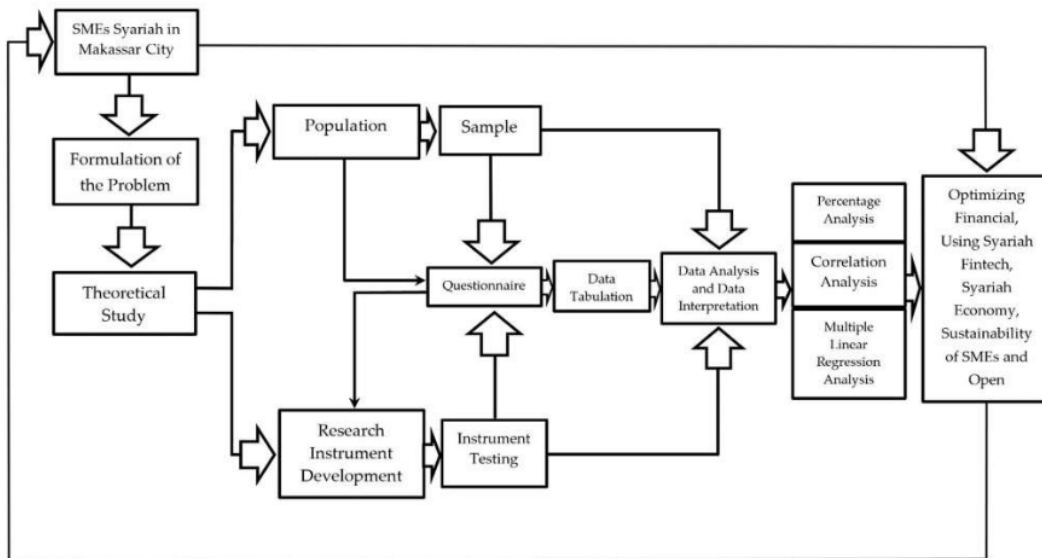 SMEs Syariah in
Makassar City
Formulation of
the Problem
Theoretical
Study
Population
Sample
Questionnaire
Data
Tabulation
Data Analysis
and Data
Interpretation
Research
Instrument
Development
Instrument
Testing
Percentage
Analysis
Correlation
Analysis
Multiple
Linear
Regression
Analysis
Optimizing
Financial,
Using Syariah
Fintech,
Syariah
Economy,
Sustainability
of SMEs and
Open